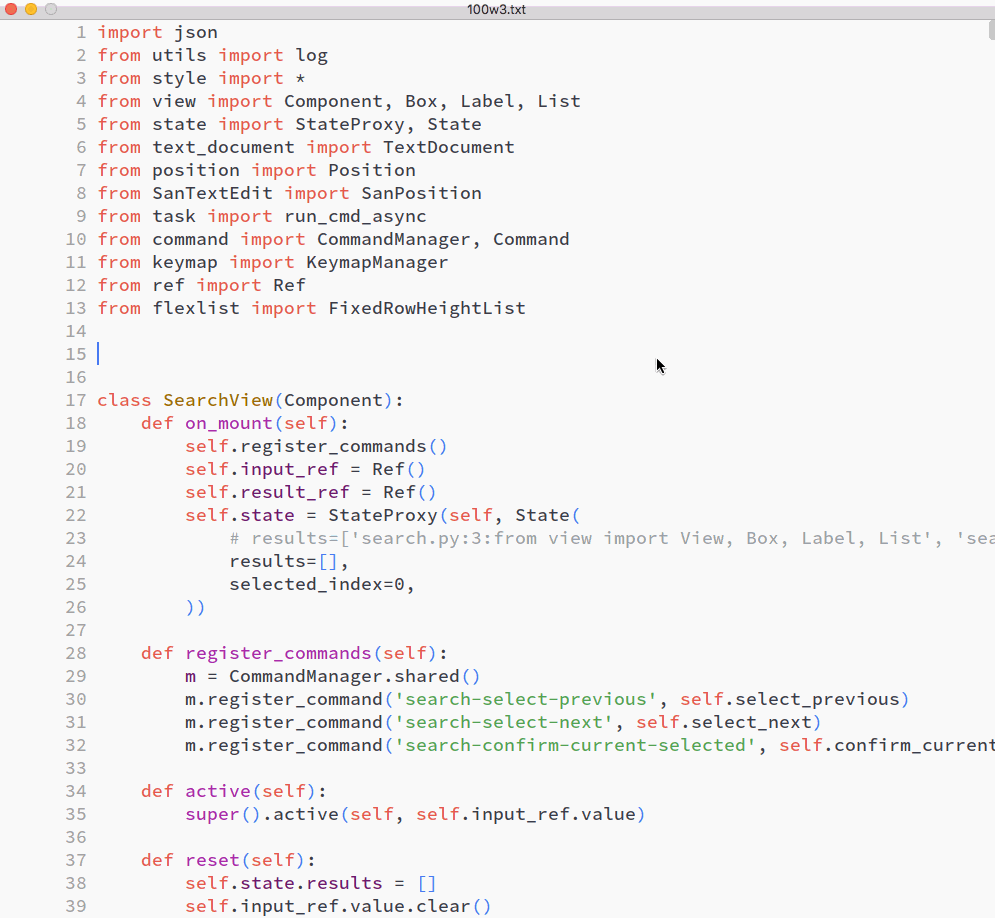 100w3.txt
1 import json
2 from utils import log
3 from style import *
4 from view import Component, Box, Label, List
5 from state import StateProxy, State
6 from text_document import TextDocument
7 from position import Position
8 from SanTextEdit import SanPosition
9 from task import run_cmd_async
10 from command import CommandManager, Command
11 from keymap import KeymapManager
12 from ref import Ref
13 from flexlist import FixedRowHeightList
14
15
16
17 class SearchView(Component):
18     def on_mount(self):
19         self.register_commands()
20         self.input_ref = Ref()
21         self.result_ref = Ref()
22         self.state = StateProxy(self, State(
23             # results=['search.py:3:from view import View, Box, Label, List', 'sea
24             results=[],
25             selected_index=0,
26         ))
27
28     def register_commands(self):
29         m = CommandManager.shared()
30         m.register_command('search-select-previous', self.select_previous)
31         m.register_command('search-select-next', self.select_next)
32         m.register_command('search-confirm-current-selected', self.confirm_current
33
34     def active(self):
35         super().active(self, self.input_ref.value)
36
37     def reset(self):
38         self.state.results = []
39         self.input_ref.value.clear()